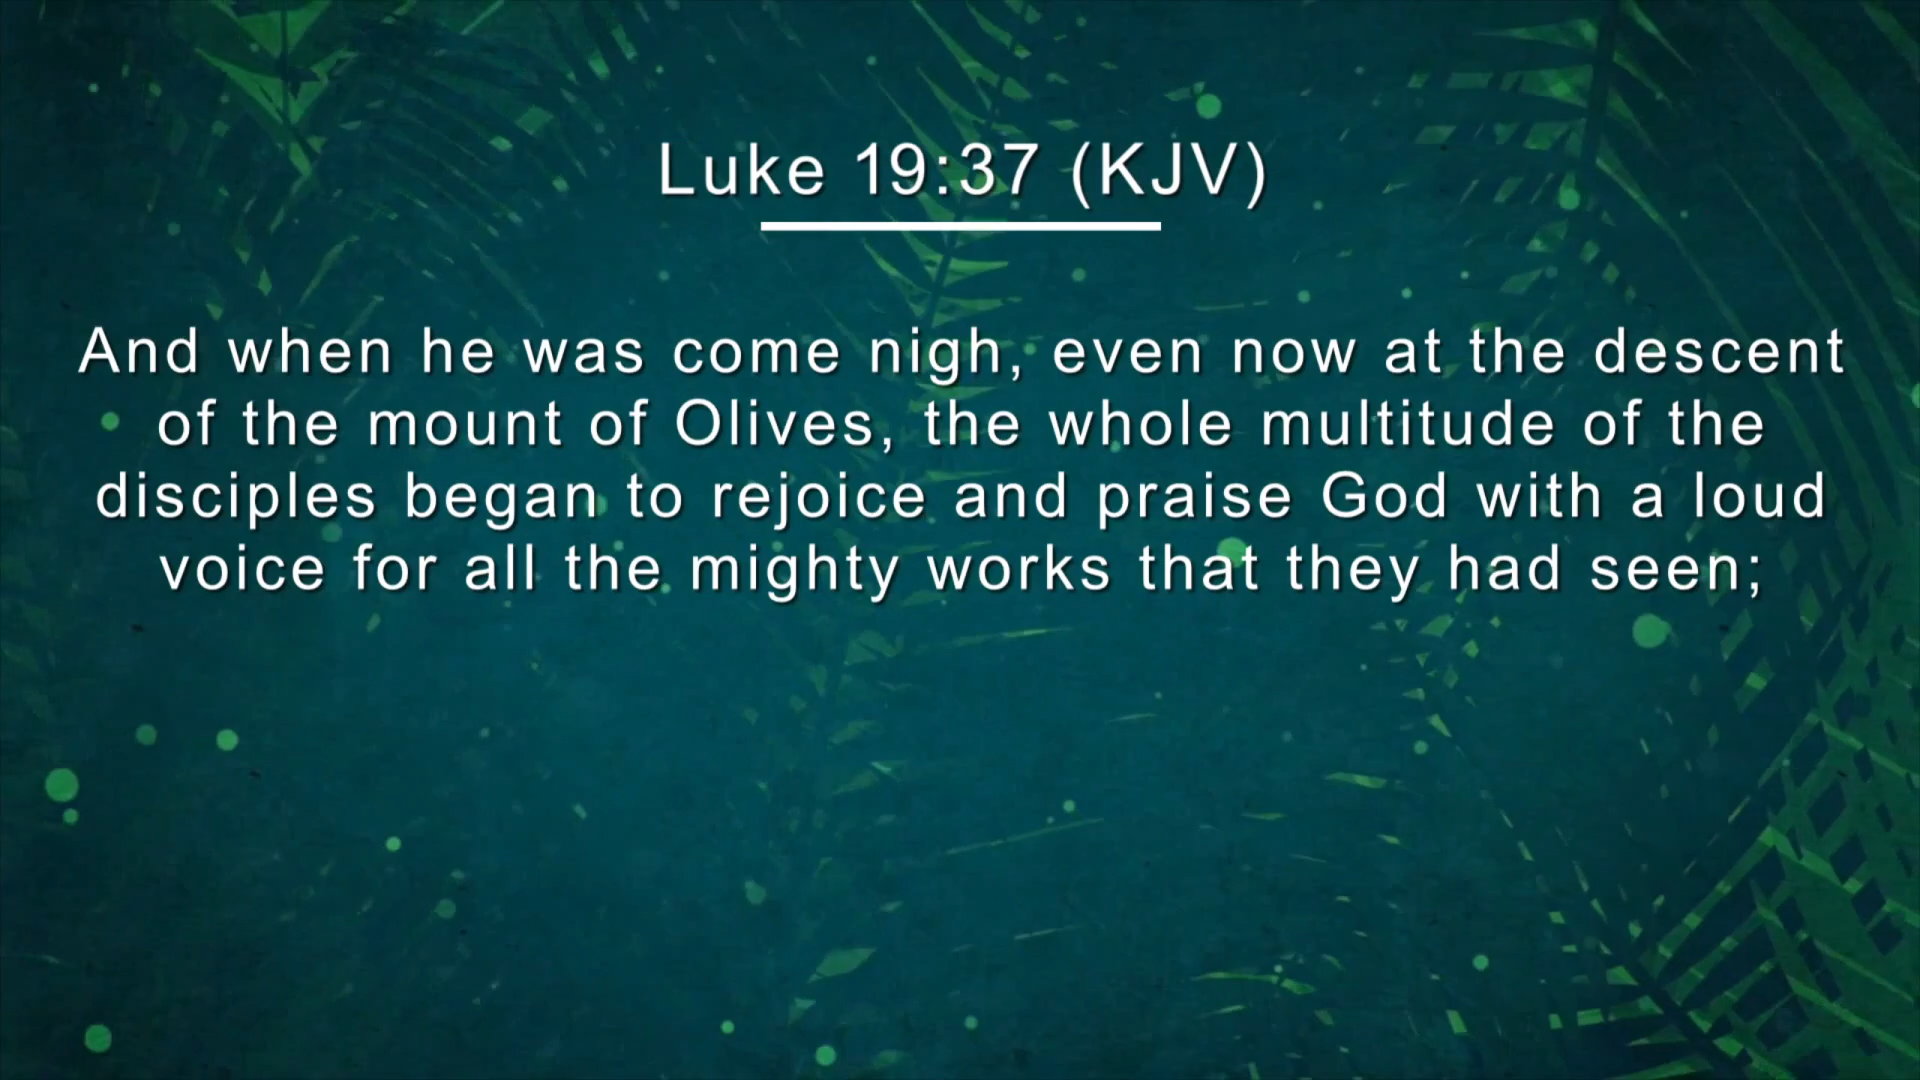 Luke 19:37 (KJV)
And when he was come nigh, even now at the descent
of the mount of Olives, the whole multitude of the
disciples began to rejoice and praise God with a loud
voice for all the mighty works that they had seen;